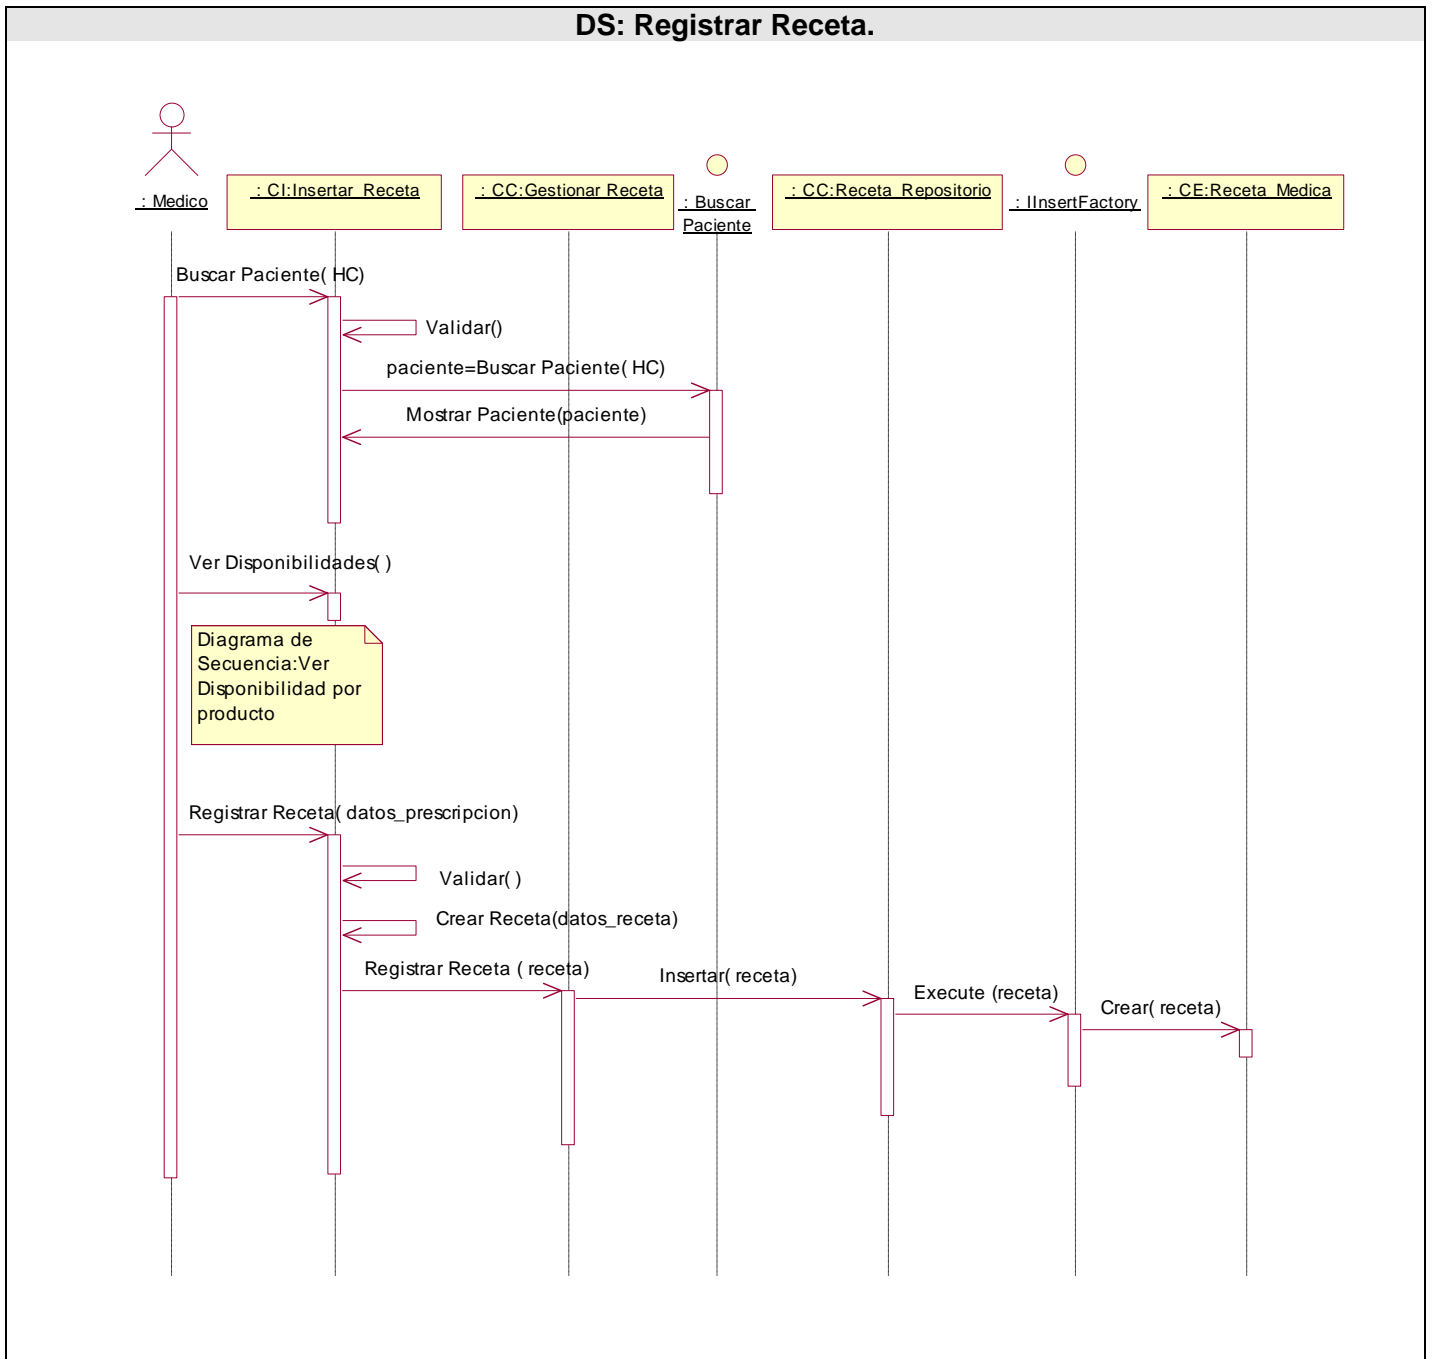 DS: Registrar Receta.
: Medico
: CI:Insertar_Receta
: CC:Gestionar Receta
: Buscar
Paciente
: CC:Receta_Repositorio
: IInsertFactory
: CE:Receta_Medica
Buscar Paciente( HC)
Validar()
paciente=Buscar Paciente( HC)
Mostrar Paciente(paciente)
Ver Disponibilidades( )
Diagrama de
Secuencia:Ver
Disponibilidad por
producto
Registrar Receta( datos_prescripcion)
Validar( )
Crear Receta(datos_receta)
Registrar Receta ( receta)
Insertar( receta)
Execute (receta)
Crear( receta)